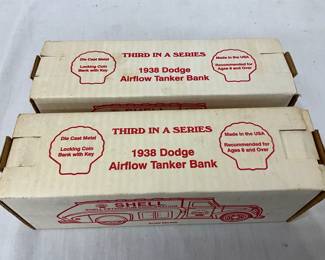 THIRD IN A SERIES
Die Cast Metal
Locking Coin
Bank with Key
1938 Dodge
Airflow Tanker Bank
Made in the USA
Recommended for
Ages 8 and Over
THIRD IN A SERIES
Die Cast Metal
Locking Coin
Bank with Key
1938 Dodge
Airflow Tanker Bank
Made in the USA
Recommended for
Ages 8 and Over
SHELL